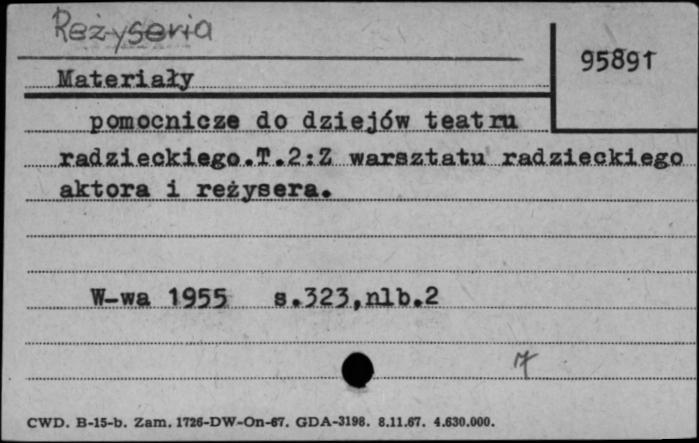 Reżyseria
95891
Materiały
pomocnicze do dziejów teatru
radzieckiego.T.2:Z warsztatu radzieckiego
aktora i reżysera.
W-wa 1955 s.323,nlb.2
7
CWD. B-15-b. Zam. 1726-DW-On-67. GDA-3198. 8.11.67. 4.630.000.